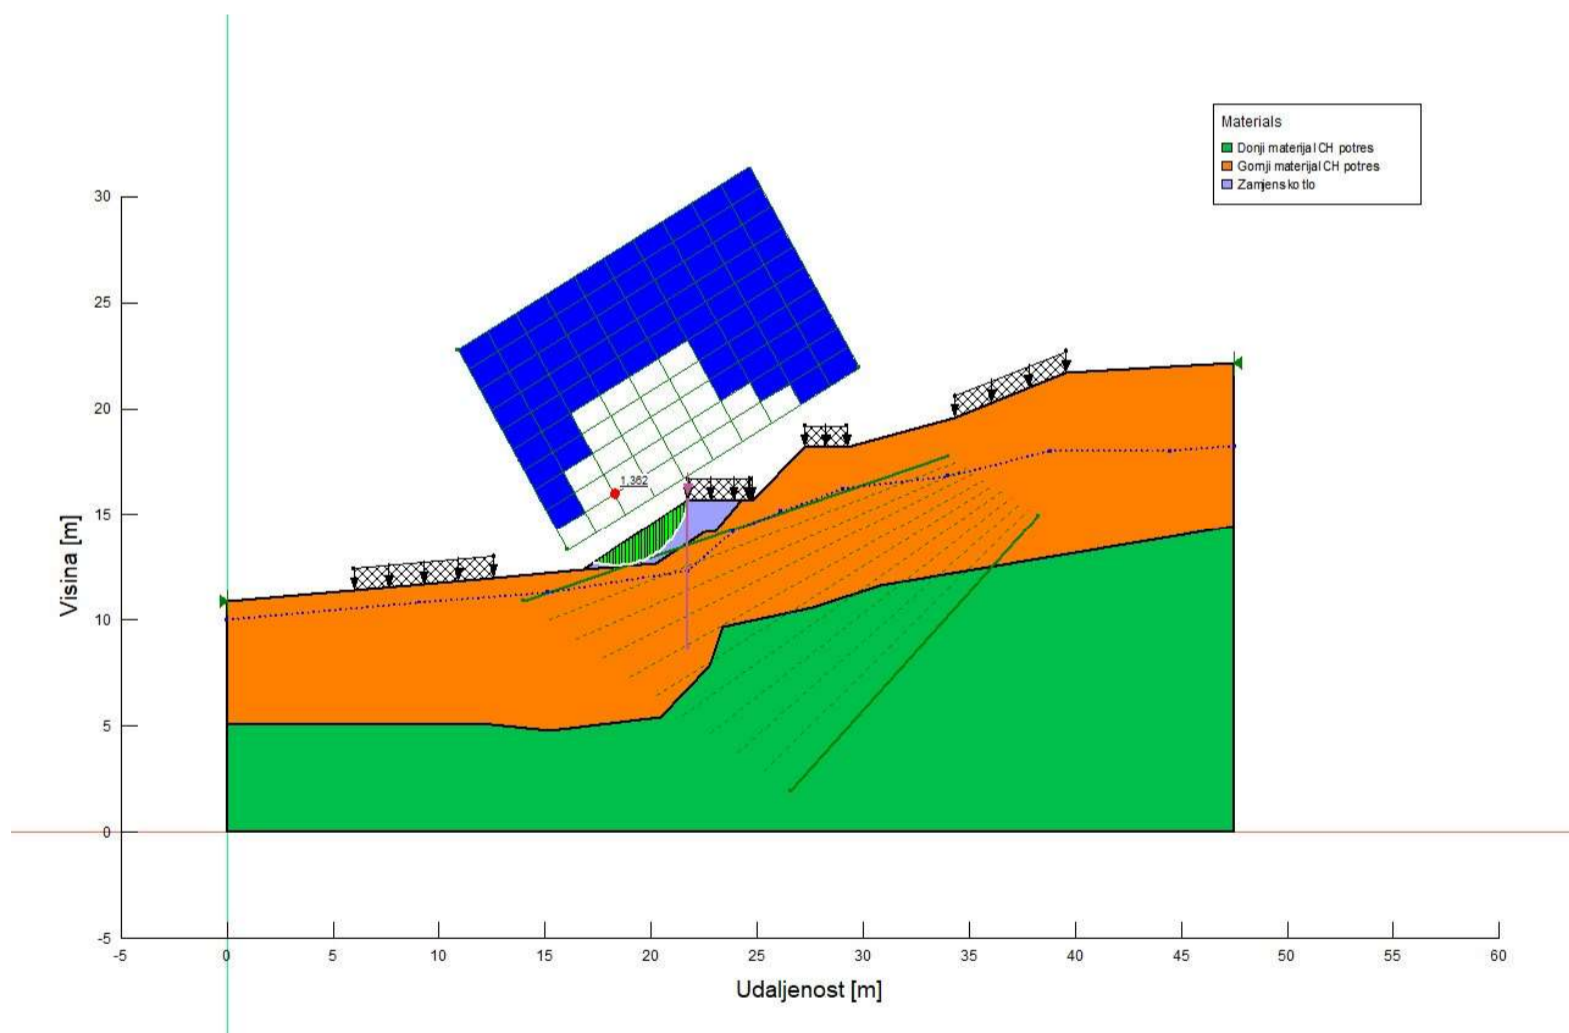 Materials
Donji materijal CH potres
Gornji materijal CH potres
Zamjensko tlo
30
25
20
15
10
5
0
-5
Visina [m]
1.362
-5 0 5 10 15 20 25 30 35 40 45 50 55 60
Udaljenost [m]